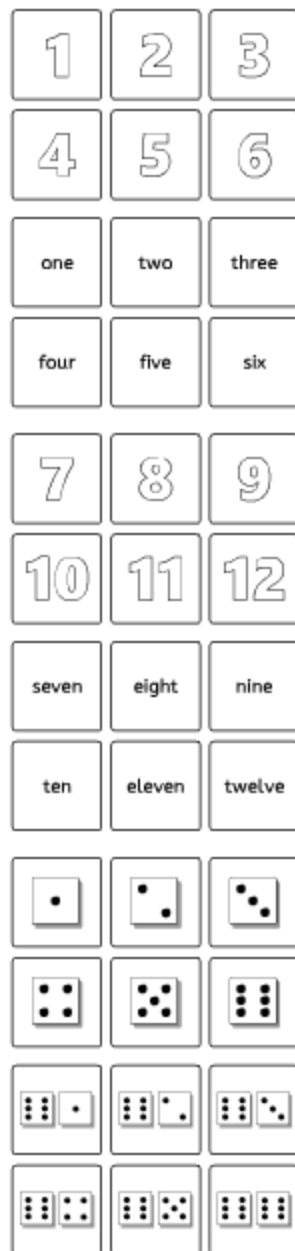 1 2 3
4 5 6
one two three
four five six
7 8 9
10 11 12
seven eight nine
ten eleven twelve